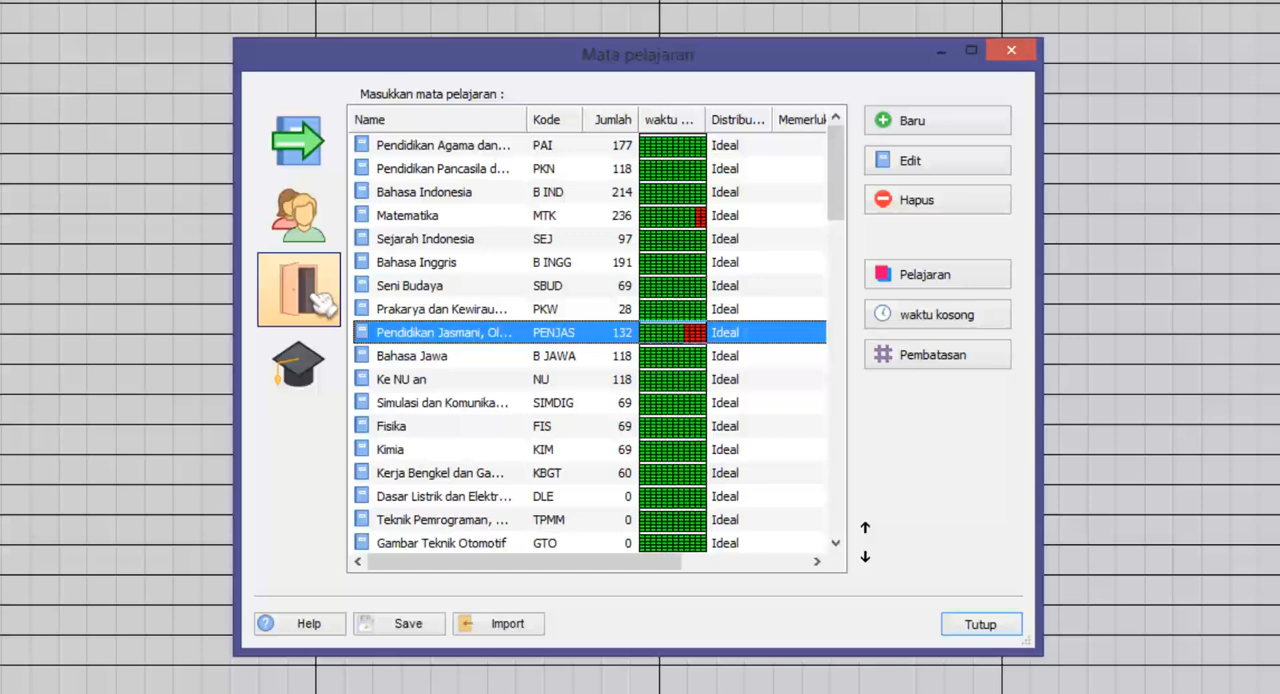 Mata pelajaran
Masukkan mata pelajaran :
Name Kode Jumlah waktu ... Distribu... Memerluk
Pendidikan Agama dan... PAI 177 Ideal
Pendidikan Pancasila d... PKN 118 Ideal
Bahasa Indonesia B IND 214 Ideal
Matematika MTK 236 Ideal
Sejarah Indonesia SEJ 97 Ideal
Bahasa Inggris B INGG 191 Ideal
Seni Budaya SBUD 69 Ideal
Prakarya dan Kewirau... PKW 28 Ideal
Pendidikan Jasmani, Ol... PENJAS 132 Ideal
Bahasa Jawa B JAWA 118 Ideal
Ke NU an NU 118 Ideal
Simulasi dan Komunika... SIMDIG 69 Ideal
Fisika FIS 69 Ideal
Kimia KIM 69 Ideal
Kerja Bengkel dan Ga... KBGT 60 Ideal
Dasar Listrik dan Elektr... DLE 0 Ideal
Teknik Pemrograman, ... TPMM 0 Ideal
Gambar Teknik Otomotif GTO 0 Ideal
Baru
Edit
Hapus
Pelajaran
waktu kosong
Pembatasan
Help Save Import Tutup